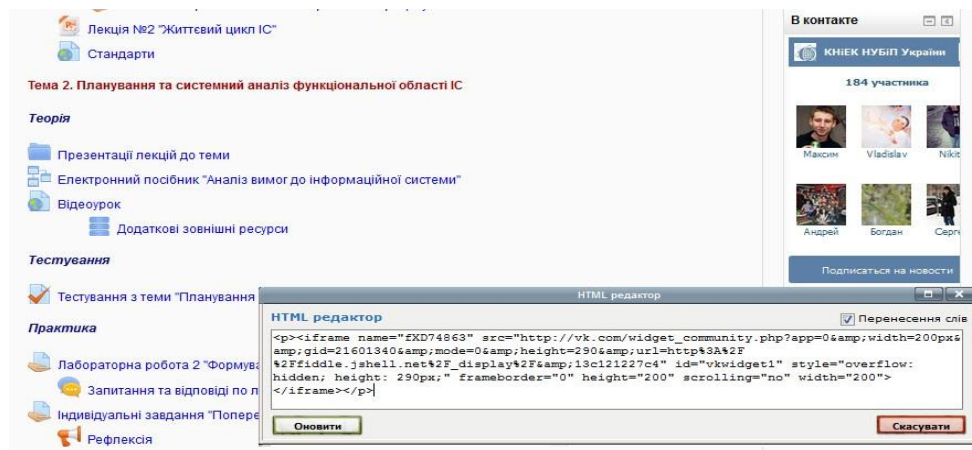 Лекція №2 "Життєвий цикл ІС"
Стандарти
Тема 2. Планування та системний аналіз функціональної області ІС
Теорія
Презентації лекцій до теми
Електронний посібник "Аналіз вимог до інформаційної системи"
Відеоурок
Додаткові зовнішні ресурси
Тестування
Тестування з теми "Планування
Практика
Лабораторна робота 2 "Формува
Запитання та відповіді по л
Індивідуальні завдання "Попере
Рефлексія
В контакте
КНіЕК НУБіП України
184 участника
Максим Vladislav Nikit
Андрей Богдан Серге
Подписаться на новости
HTML редактор
HTML редактор
Перенесення слів
<p><iframe name="fXD74863" src="http://vk.com/widget_community.php?app=0&amp;width=200px&
amp;gid=21601340&amp;mode=0&amp;height=290&amp;url=http%3A%2F
%2Ffiddle.jshell.net%2F_display%2F&amp;13c121227c4" id="vkwidget1" style="overflow:
hidden; height: 290px;" frameborder="0" height="200" scrolling="no" width="200">
</iframe></p>
Оновити
Скасувати